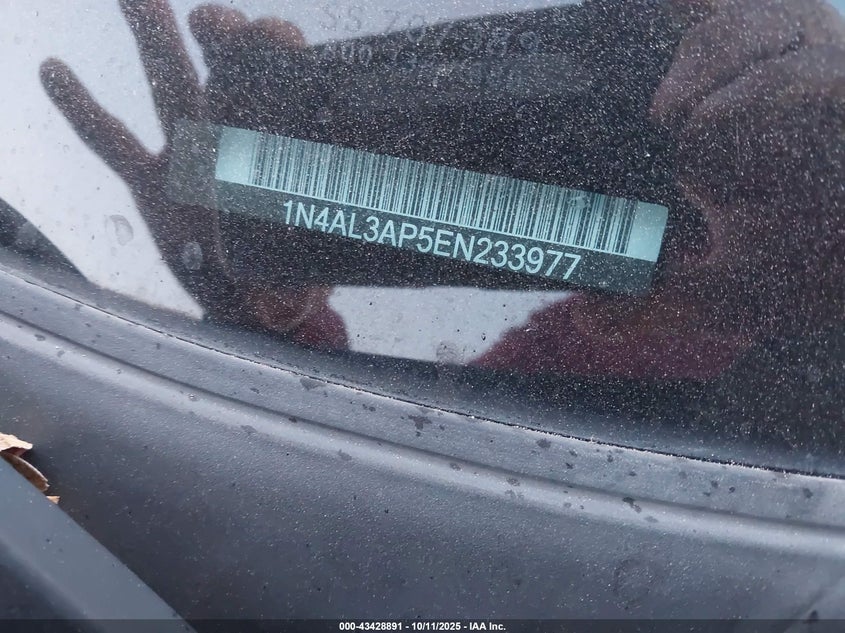 1N4AL3AP5EN233977
000-43428891 - 10/11/2025 - IAA Inc.